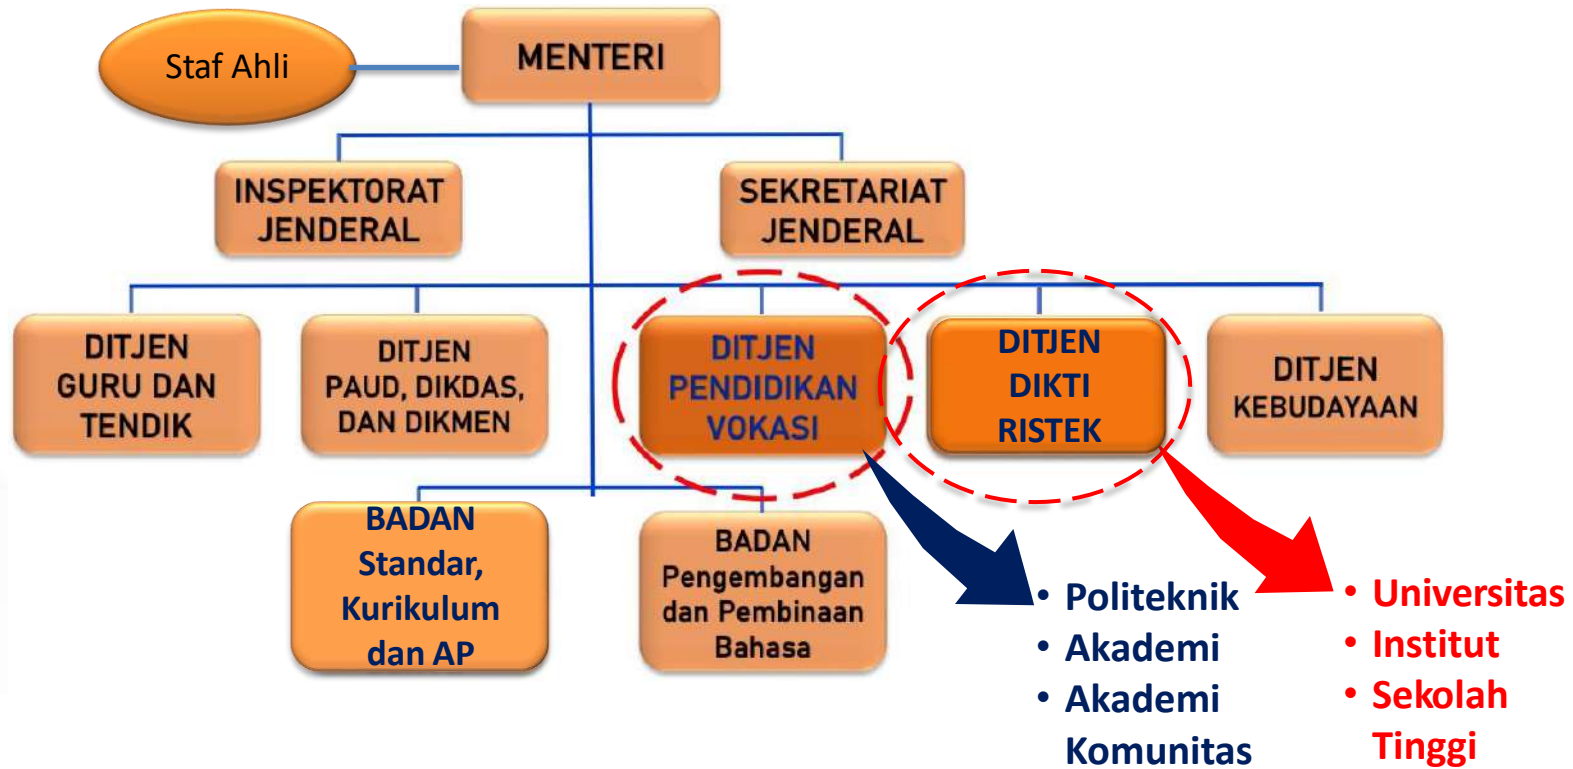 Staf Ahli
MENTERI
INSPEKTORAT
JENDERAL
SEKRETARIAT
JENDERAL
DITJEN
GURU DAN
TENDIK
DITJEN
PAUD, DIKDAS,
DAN DIKMEN
DITJEN
PENDIDIKAN
VOKASI
DITJEN
DIKTI
RISTEK
DITJEN
KEBUDAYAAN
BADAN
Standar,
Kurikulum
dan AP
BADAN
Pengembangan
dan Pembinaan
Bahasa
• Politeknik
• Akademi
• Akademi
Komunitas
• Universitas
• Institut
• Sekolah
Tinggi